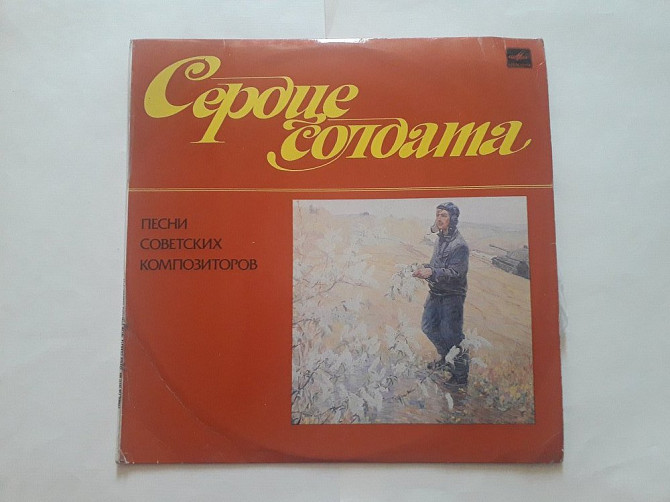 Сердце
солдата
ПЕСНИ
СОВЕТСКИХ
КОМПОЗИТОРОВ